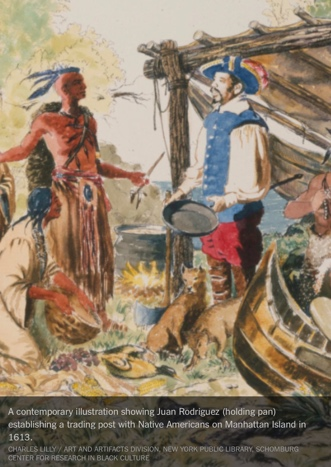 A contemporary illustration showing Juan Rodriguez (holding pan)
establishing a trading post with Native Americans on Manhattan Island in
1613.
CHARLES LILLY / ART AND ARTIFACTS DIVISION, NEW YORK PUBLIC LIBRARY, SCHOMBURG
CENTER FOR RESEARCH IN BLACK CULTURE